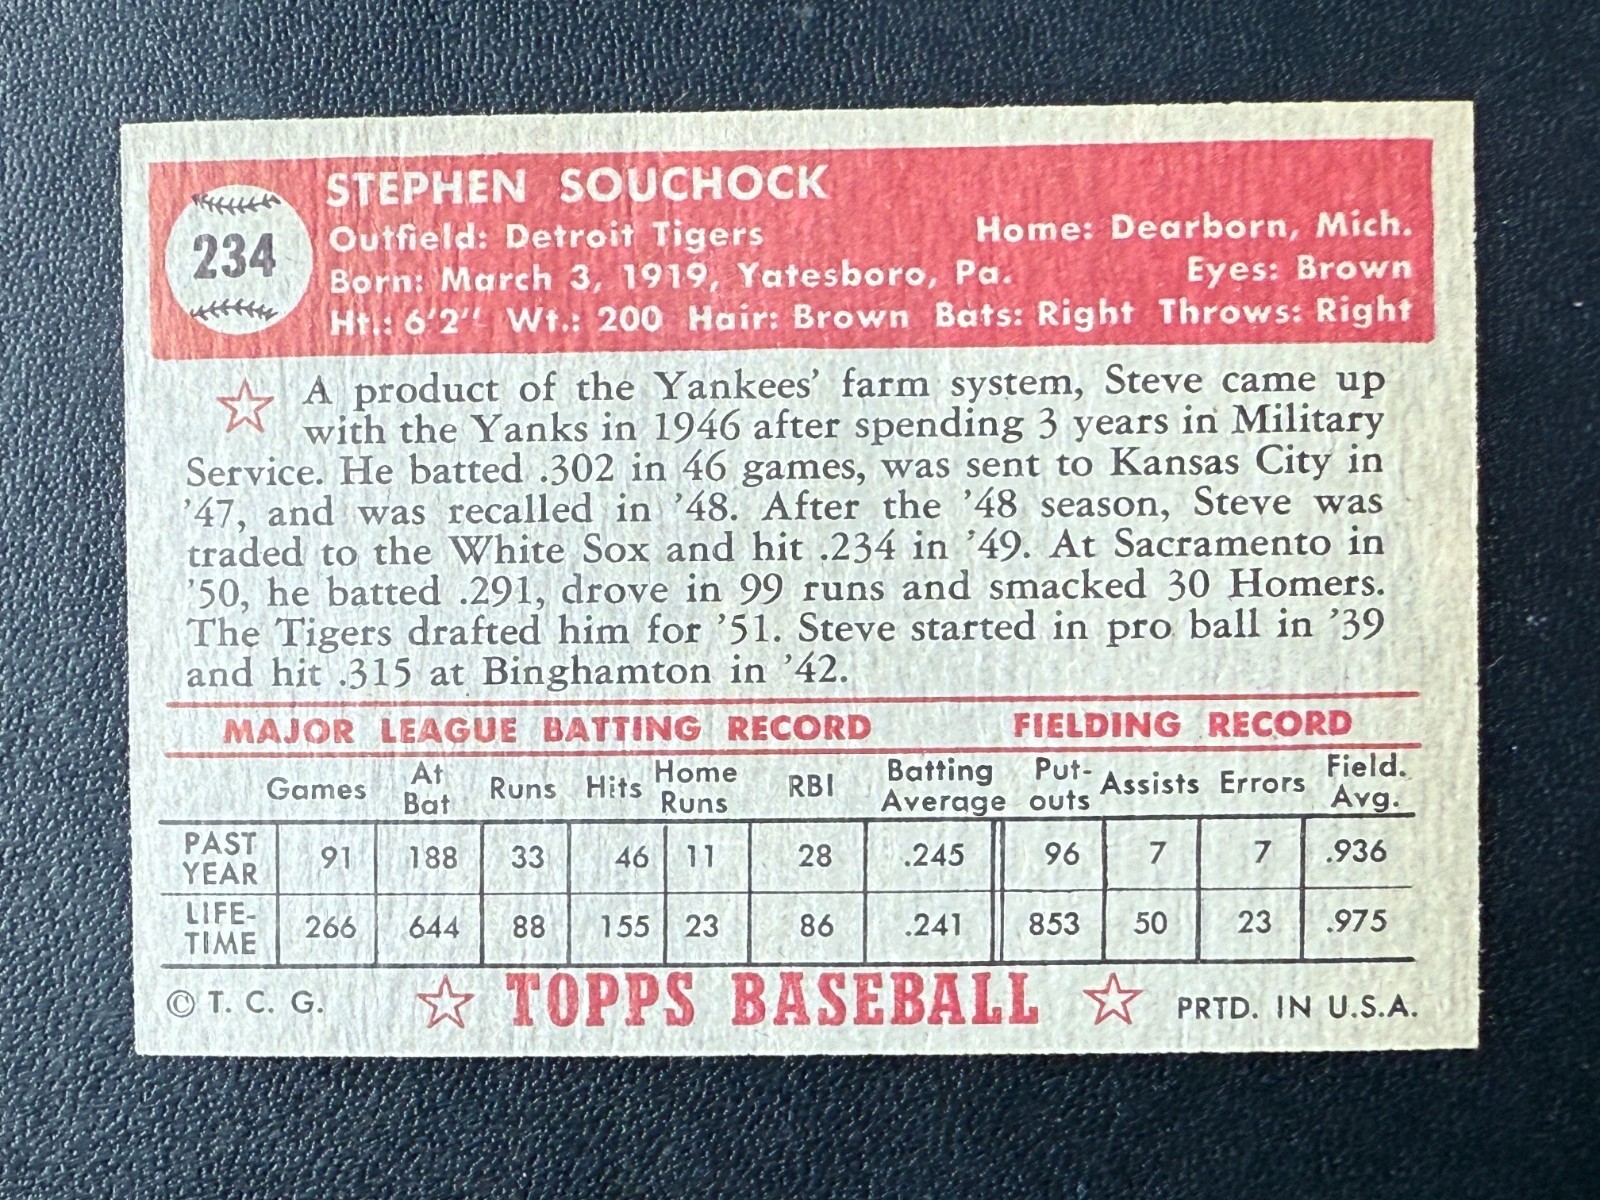 234
STEPHEN SOUCHOCK
Outfield: Detroit Tigers Home: Dearborn, Mich.
Born: March 3, 1919, Yatesboro, Pa. Eyes: Brown
Ht.: 6'2" Wt.: 200 Hair: Brown Bats: Right Throws: Right
A product of the Yankees' farm system, Steve came up
with the Yanks in 1946 after spending 3 years in Military
Service. He batted .302 in 46 games, was sent to Kansas City in
'47, and was recalled in '48. After the '48 season, Steve was
traded to the White Sox and hit .234 in '49. At Sacramento in
'50, he batted .291, drove in 99 runs and smacked 30 Homers.
The Tigers drafted him for '51. Steve started in pro ball in '39
and hit .315 at Binghamton in '42.
MAJOR LEAGUE BATTING RECORD FIELDING RECORD
Games At Bat Runs Hits Home Runs RBI Batting Average Put-outs Assists Errors Field. Avg.
PAST YEAR 91 188 33 46 11 28 .245 96 7 7 .936
LIFE-TIME 266 644 88 155 23 86 .241 853 50 23 .975
© T. C. G. TOPPS BASEBALL PRTD. IN U.S.A.